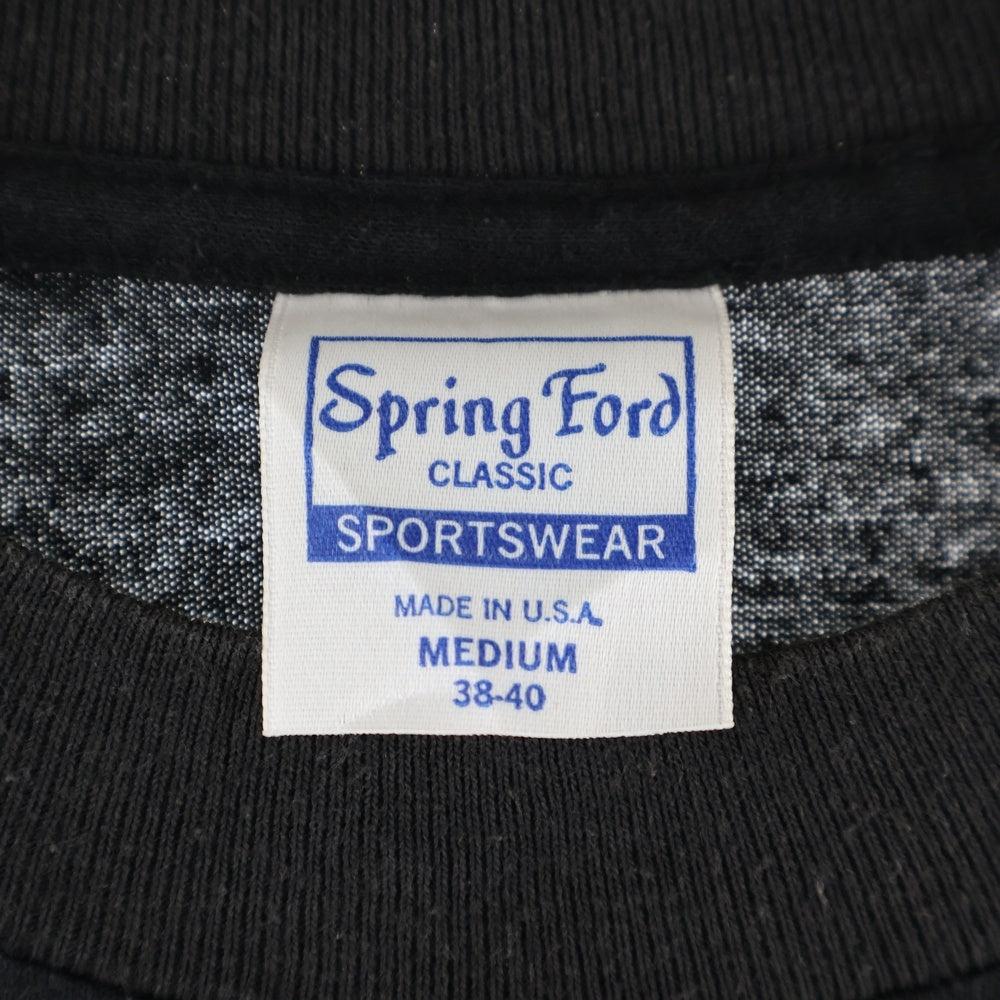 Spring Ford
CLASSIC
SPORTSWEAR
MADE IN U.S.A.
MEDIUM
38-40